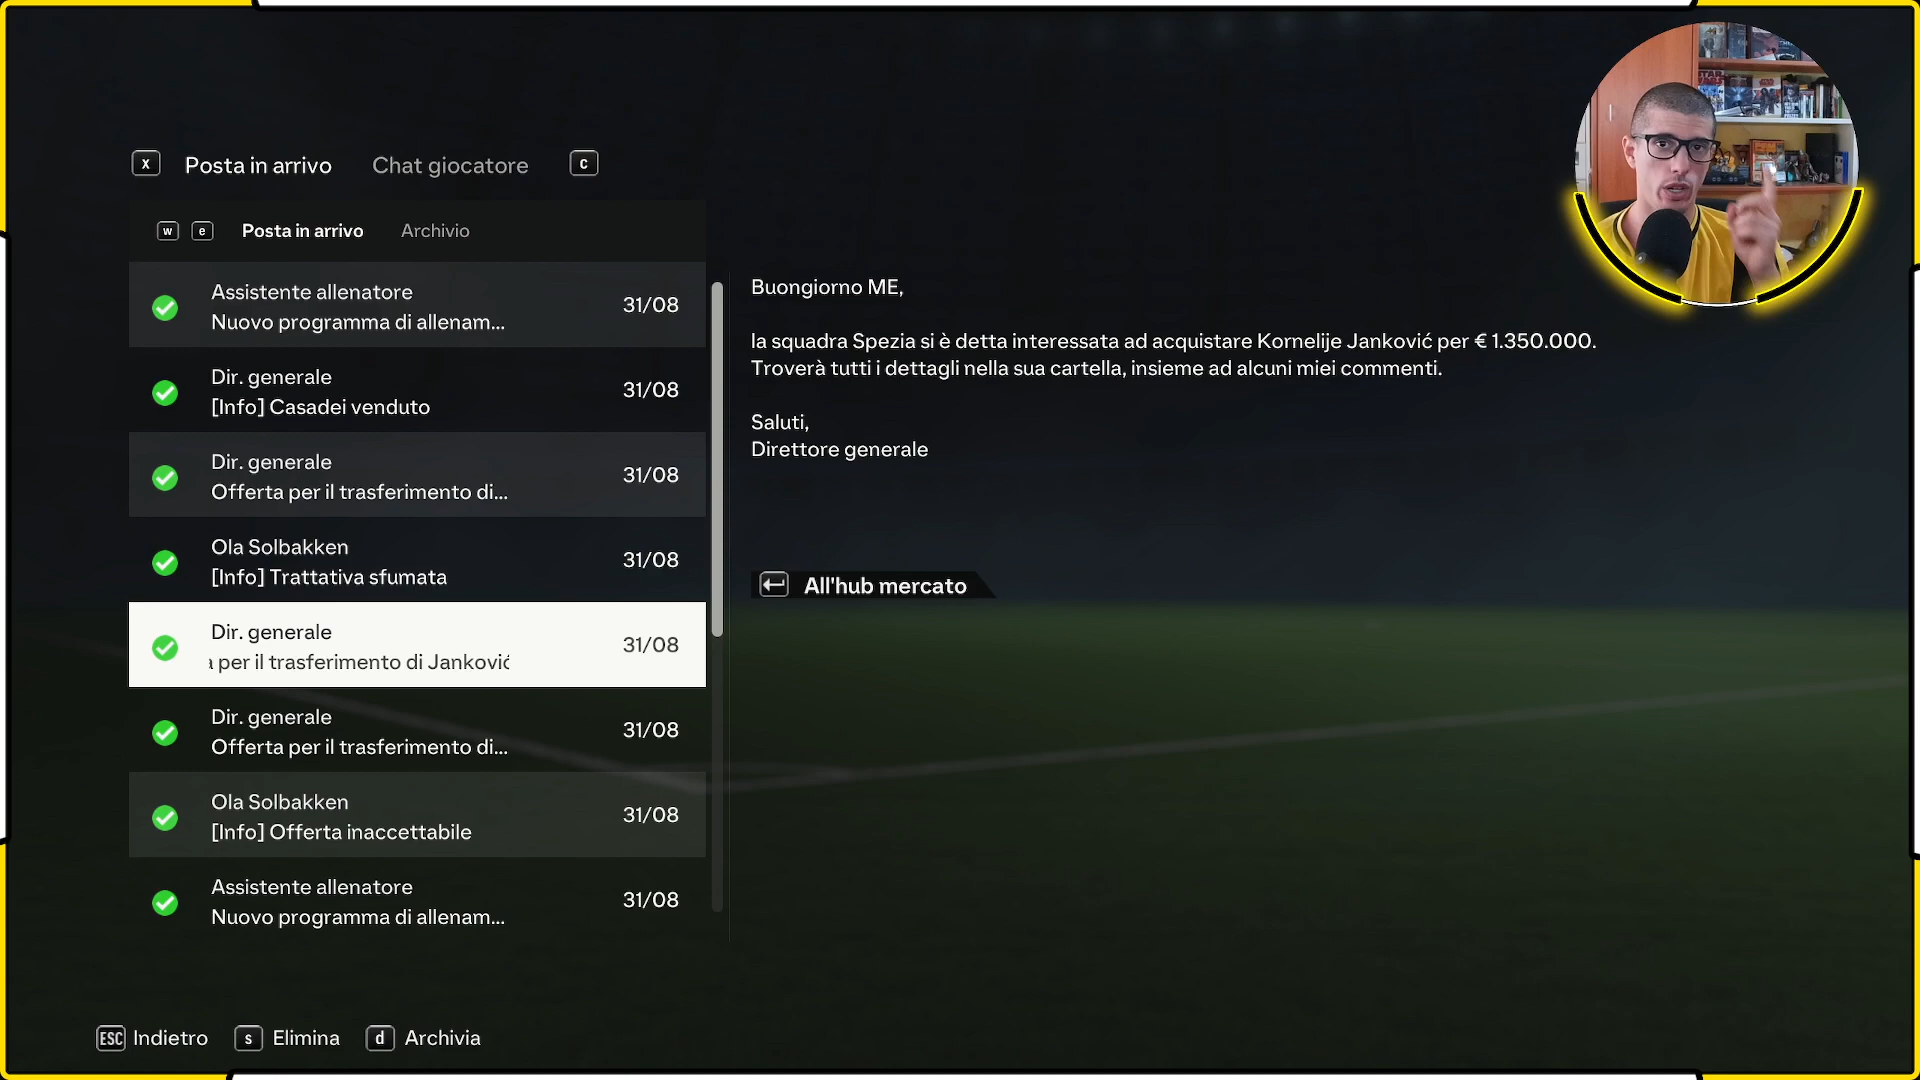 X Posta in arrivo Chat giocatore C
w e Posta in arrivo Archivio
Assistente allenatore
Nuovo programma di allenam... 31/08
Dir. generale
[Info] Casadei venduto 31/08
Dir. generale
Offerta per il trasferimento di... 31/08
Ola Solbakken
[Info] Trattativa sfumata 31/08
Dir. generale
a per il trasferimento di Janković 31/08
Dir. generale
Offerta per il trasferimento di... 31/08
Ola Solbakken
[Info] Offerta inaccettabile 31/08
Assistente allenatore
Nuovo programma di allenam... 31/08
Buongiorno ME,
la squadra Spezia si è detta interessata ad acquistare Kornelije Janković per € 1.350.000.
Troverà tutti i dettagli nella sua cartella, insieme ad alcuni miei commenti.
Saluti,
Direttore generale
All'hub mercato
ESC Indietro s Elimina d Archivia
STAR WARS